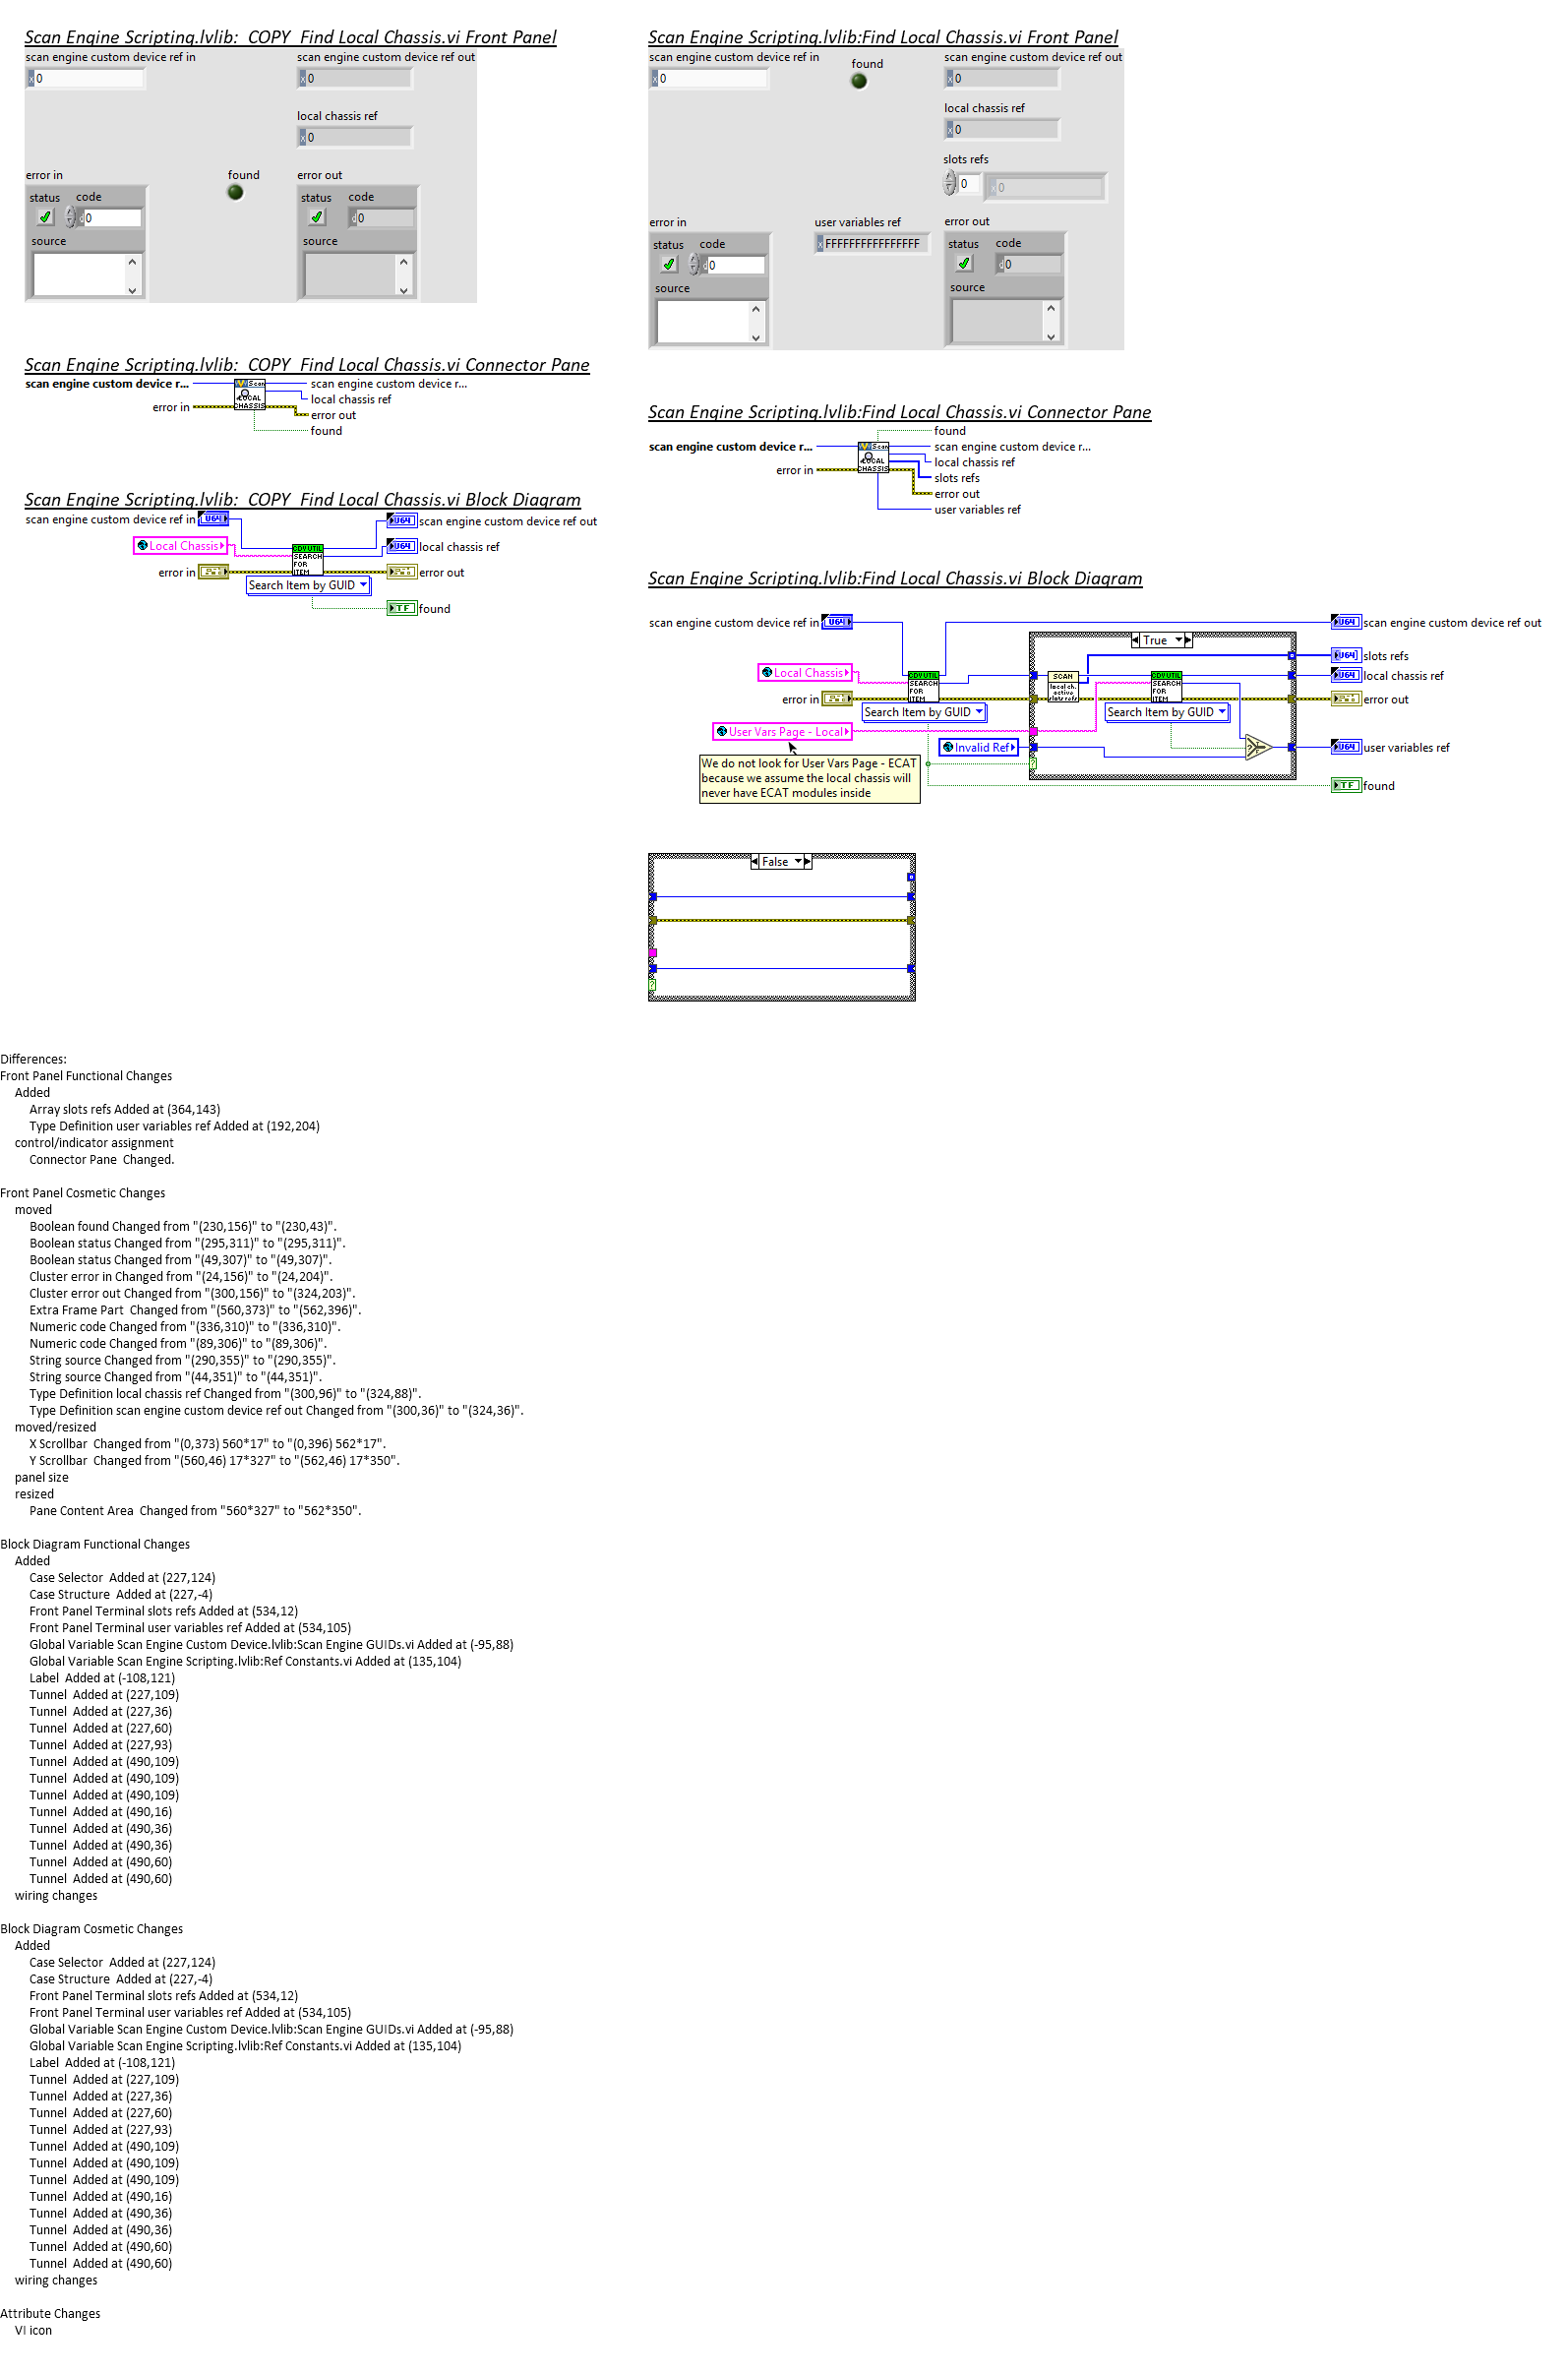 Scan Engine Scripting.lvlib:  COPY  Find Local Chassis.vi Front Panel
scan engine custom device ref in
scan engine custom device ref out
x 0
x 0
local chassis ref
x 0
error in
found
error out
status
code
status
code
d 0
d 0
source
source
Scan Engine Scripting.lvlib:  COPY  Find Local Chassis.vi Connector Pane
scan engine custom device r...
scan engine custom device r...
Scan
LOCAL
CHASSIS
local chassis ref
error in
error out
found
Scan Engine Scripting.lvlib:  COPY  Find Local Chassis.vi Block Diagram
scan engine custom device ref in
U64
U64
scan engine custom device ref out
Local Chassis
CDV UTIL
SEARCH
FOR
ITEM
U64
local chassis ref
error in
error out
Search Item by GUID
TF
found
Scan Engine Scripting.lvlib:Find Local Chassis.vi Front Panel
scan engine custom device ref in
found
scan engine custom device ref out
x 0
x 0
local chassis ref
x 0
slots refs
0
x 0
error in
user variables ref
error out
x FFFFFFFFFFFFFFFF
status
code
status
code
d 0
d 0
source
source
Scan Engine Scripting.lvlib:Find Local Chassis.vi Connector Pane
found
scan engine custom device r...
scan engine custom device r...
Scan
LOCAL
CHASSIS
local chassis ref
error in
slots refs
error out
user variables ref
Scan Engine Scripting.lvlib:Find Local Chassis.vi Block Diagram
scan engine custom device ref in
U64
U64
scan engine custom device ref out
True
U64
slots refs
Local Chassis
CDV UTIL
SEARCH
FOR
ITEM
SCAN
local ch.
active
slots refs
CDV UTIL
SEARCH
FOR
ITEM
U64
local chassis ref
error in
error out
Search Item by GUID
Search Item by GUID
User Vars Page - Local
Invalid Ref
?
U64
user variables ref
We do not look for User Vars Page - ECAT
because we assume the local chassis will
never have ECAT modules inside
?
TF
found
False
?
Differences:
Front Panel Functional Changes
Added
Array slots refs Added at (364,143)
Type Definition user variables ref Added at (192,204)
control/indicator assignment
Connector Pane  Changed.
Front Panel Cosmetic Changes
moved
Boolean found Changed from "(230,156)" to "(230,43)".
Boolean status Changed from "(295,311)" to "(295,311)".
Boolean status Changed from "(49,307)" to "(49,307)".
Cluster error in Changed from "(24,156)" to "(24,204)".
Cluster error out Changed from "(300,156)" to "(324,203)".
Extra Frame Part  Changed from "(560,373)" to "(562,396)".
Numeric code Changed from "(336,310)" to "(336,310)".
Numeric code Changed from "(89,306)" to "(89,306)".
String source Changed from "(290,355)" to "(290,355)".
String source Changed from "(44,351)" to "(44,351)".
Type Definition local chassis ref Changed from "(300,96)" to "(324,88)".
Type Definition scan engine custom device ref out Changed from "(300,36)" to "(324,36)".
moved/resized
X Scrollbar  Changed from "(0,373) 560*17" to "(0,396) 562*17".
Y Scrollbar  Changed from "(560,46) 17*327" to "(562,46) 17*350".
panel size
resized
Pane Content Area  Changed from "560*327" to "562*350".
Block Diagram Functional Changes
Added
Case Selector  Added at (227,124)
Case Structure  Added at (227,-4)
Front Panel Terminal slots refs Added at (534,12)
Front Panel Terminal user variables ref Added at (534,105)
Global Variable Scan Engine Custom Device.lvlib:Scan Engine GUIDs.vi Added at (-95,88)
Global Variable Scan Engine Scripting.lvlib:Ref Constants.vi Added at (135,104)
Label  Added at (-108,121)
Tunnel  Added at (227,109)
Tunnel  Added at (227,36)
Tunnel  Added at (227,60)
Tunnel  Added at (227,93)
Tunnel  Added at (490,109)
Tunnel  Added at (490,109)
Tunnel  Added at (490,109)
Tunnel  Added at (490,16)
Tunnel  Added at (490,36)
Tunnel  Added at (490,36)
Tunnel  Added at (490,60)
Tunnel  Added at (490,60)
wiring changes
Block Diagram Cosmetic Changes
Added
Case Selector  Added at (227,124)
Case Structure  Added at (227,-4)
Front Panel Terminal slots refs Added at (534,12)
Front Panel Terminal user variables ref Added at (534,105)
Global Variable Scan Engine Custom Device.lvlib:Scan Engine GUIDs.vi Added at (-95,88)
Global Variable Scan Engine Scripting.lvlib:Ref Constants.vi Added at (135,104)
Label  Added at (-108,121)
Tunnel  Added at (227,109)
Tunnel  Added at (227,36)
Tunnel  Added at (227,60)
Tunnel  Added at (227,93)
Tunnel  Added at (490,109)
Tunnel  Added at (490,109)
Tunnel  Added at (490,109)
Tunnel  Added at (490,16)
Tunnel  Added at (490,36)
Tunnel  Added at (490,36)
Tunnel  Added at (490,60)
Tunnel  Added at (490,60)
wiring changes
Attribute Changes
VI icon